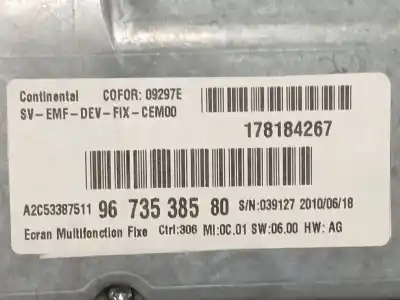 Continental COFOR: 09297E
SV-EMF-DEV-FIX-CEM00
178184267
A2C53387511 96 735 385 80 S/N:039127 2010/06/18
Ecran Multifonction Fixe Ctrl:306 MI:0C.01 SW:06.00 HW: AG